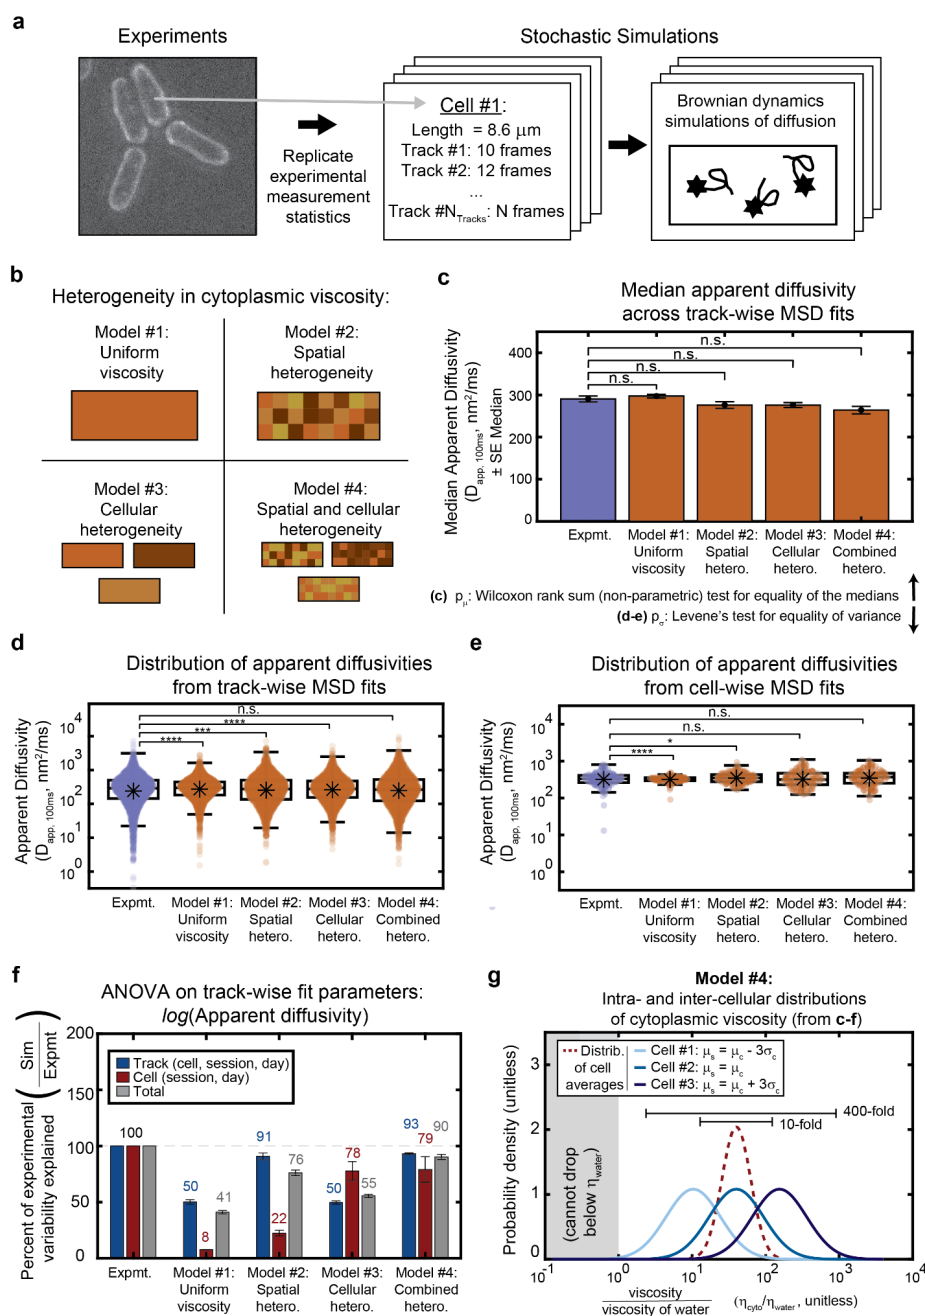 a
Experiments
Stochastic Simulations
Cell #1:
Length = 8.6 μm
Track #1: 10 frames
Track #2: 12 frames
...
Track #N_Tracks: N frames
Replicate
experimental
measurement
statistics
Brownian dynamics
simulations of diffusion
b
Heterogeneity in cytoplasmic viscosity:
Model #1:
Uniform
viscosity
Model #2:
Spatial
heterogeneity
Model #3:
Cellular
heterogeneity
Model #4:
Spatial and cellular
heterogeneity
c
Median apparent diffusivity
across track-wise MSD fits
Median Apparent Diffusivity
(D_app, 100ms, nm²/ms)
± SE Median
400
300
200
100
0
n.s.
n.s.
n.s.
n.s.
Expmt.
Model #1:
Uniform
viscosity
Model #2:
Spatial
hetero.
Model #3:
Cellular
hetero.
Model #4:
Combined
hetero.
(c) p_μ: Wilcoxon rank sum (non-parametric) test for equality of the medians
(d-e) p_σ: Levene's test for equality of variance
d
Distribution of apparent diffusivities
from track-wise MSD fits
Apparent Diffusivity
(D_app, 100ms, nm²/ms)
10⁴
10³
10²
10¹
10⁰
n.s.
****
***
****
Expmt.
Model #1:
Uniform
viscosity
Model #2:
Spatial
hetero.
Model #3:
Cellular
hetero.
Model #4:
Combined
hetero.
e
Distribution of apparent diffusivities
from cell-wise MSD fits
Apparent Diffusivity
(D_app, 100ms, nm²/ms)
10⁴
10³
10²
10¹
10⁰
n.s.
n.s.
*
****
Expmt.
Model #1:
Uniform
viscosity
Model #2:
Spatial
hetero.
Model #3:
Cellular
hetero.
Model #4:
Combined
hetero.
f
ANOVA on track-wise fit parameters:
log(Apparent diffusivity)
Percent of experimental
variability explained
(Sim
Expmt)
200
150
100
50
0
Track (cell, session, day)
Cell (session, day)
Total
100
50
8
41
91
22
76
50
78
55
93
79
90
Expmt.
Model #1:
Uniform
viscosity
Model #2:
Spatial
hetero.
Model #3:
Cellular
hetero.
Model #4:
Combined
hetero.
g
Model #4:
Intra- and inter-cellular distributions
of cytoplasmic viscosity (from c-f)
Probability density (unitless)
3
2
1
0
Distrib.
of cell
averages
Cell #1: μ_s = μ_c - 3σ_c
Cell #2: μ_s = μ_c
Cell #3: μ_s = μ_c + 3σ_c
400-fold
10-fold
(cannot drop
below η_water)
10⁻¹
10⁰
10¹
10²
10³
10⁴
viscosity
viscosity of water
(η_cyto/η_water, unitless)